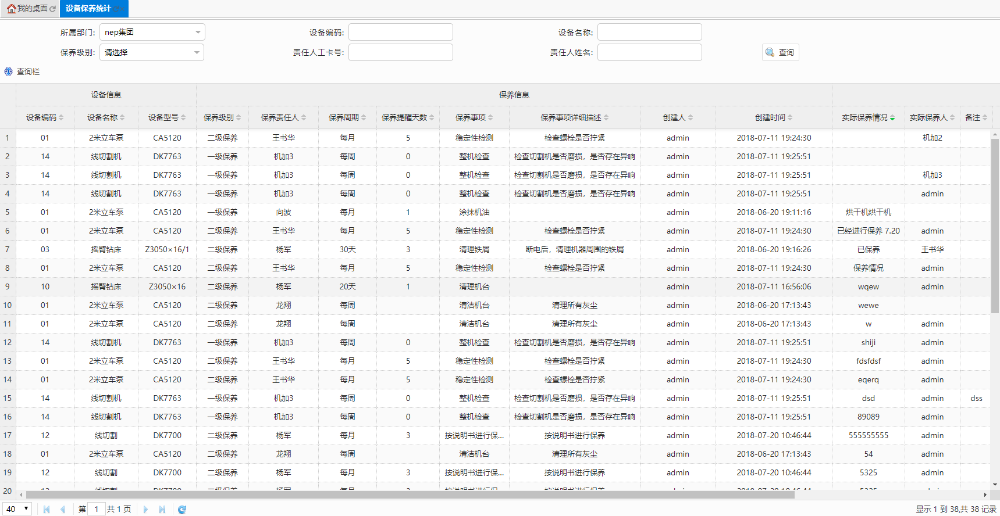 我的桌面 设备保养统计
所属部门: nep集团 设备编码: 设备名称:
保养级别: 请选择 责任人工卡号: 责任人姓名: 查询
查询栏
设备信息 保养信息
设备编码 设备名称 设备型号 保养级别 保养责任人 保养周期 保养提醒天数 保养事项 保养事项详细描述 创建人 创建时间 实际保养情况 实际保养人 备注
1 01 2米立车泵 CA5120 二级保养 王书华 每月 5 稳定性检测 检查螺栓是否拧紧 admin 2018-07-11 19:24:30 机加2
2 14 线切割机 DK7763 一级保养 机加3 每周 0 整机检查 检查切割机是否磨损，是否存在异响 admin 2018-07-11 19:25:51
3 14 线切割机 DK7763 一级保养 机加3 每周 0 整机检查 检查切割机是否磨损，是否存在异响 admin 2018-07-11 19:25:51 机加3
4 14 线切割机 DK7763 一级保养 机加3 每周 0 整机检查 检查切割机是否磨损，是否存在异响 admin 2018-07-11 19:25:51 admin
5 01 2米立车泵 CA5120 一级保养 向波 每月 1 涂抹机油 admin 2018-06-20 19:11:16 烘干机烘干机
6 01 2米立车泵 CA5120 二级保养 王书华 每月 5 稳定性检测 检查螺栓是否拧紧 admin 2018-07-11 19:24:30 已经进行保养 7.20 admin
7 03 摇臂钻床 Z3050×16/1 二级保养 杨军 30天 3 清理铁屑 断电后，清理机器周围的铁屑 admin 2018-06-20 19:16:26 已保养 王书华
8 01 2米立车泵 CA5120 二级保养 王书华 每月 5 稳定性检测 检查螺栓是否拧紧 admin 2018-07-11 19:24:30 保养情况 admin
9 10 摇臂钻床 Z3050×16 二级保养 杨军 20天 1 清理机台 admin 2018-07-11 16:56:06 wqew admin
10 01 2米立车泵 CA5120 二级保养 龙翔 每周 清洁机台 清理所有灰尘 admin 2018-06-20 17:13:43 wewe
11 01 2米立车泵 CA5120 二级保养 龙翔 每周 清洁机台 清理所有灰尘 admin 2018-06-20 17:13:43 w admin
12 14 线切割机 DK7763 一级保养 机加3 每周 0 整机检查 检查切割机是否磨损，是否存在异响 admin 2018-07-11 19:25:51 shiji admin
13 01 2米立车泵 CA5120 二级保养 王书华 每月 5 稳定性检测 检查螺栓是否拧紧 admin 2018-07-11 19:24:30 fdsfdsf admin
14 01 2米立车泵 CA5120 二级保养 王书华 每月 5 稳定性检测 检查螺栓是否拧紧 admin 2018-07-11 19:24:30 eqerq admin
15 14 线切割机 DK7763 一级保养 机加3 每周 0 整机检查 检查切割机是否磨损，是否存在异响 admin 2018-07-11 19:25:51 dsd admin dss
16 14 线切割机 DK7763 一级保养 机加3 每周 0 整机检查 检查切割机是否磨损，是否存在异响 admin 2018-07-11 19:25:51 89089 admin
17 12 线切割 DK7700 二级保养 杨军 每月 3 按说明书进行保... 按说明书进行保养 admin 2018-07-20 10:46:44 555555555 admin
18 01 2米立车泵 CA5120 二级保养 龙翔 每周 清洁机台 清理所有灰尘 admin 2018-06-20 17:13:43 54 admin
19 12 线切割 DK7700 二级保养 杨军 每月 3 按说明书进行保... 按说明书进行保养 admin 2018-07-20 10:46:44 5325 admin
20
40 第 1 共 1 页 显示 1 到 38,共 38 记录